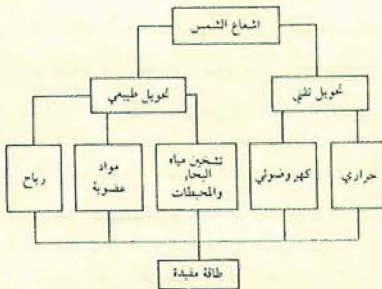 اشعاع الشمس
تحويل تقني
تحويل طبيعي
حراري
كهروضوئي
تسخين مياه
البحار
والمحيطات
مواد
عضوية
رياح
طاقة مفيدة